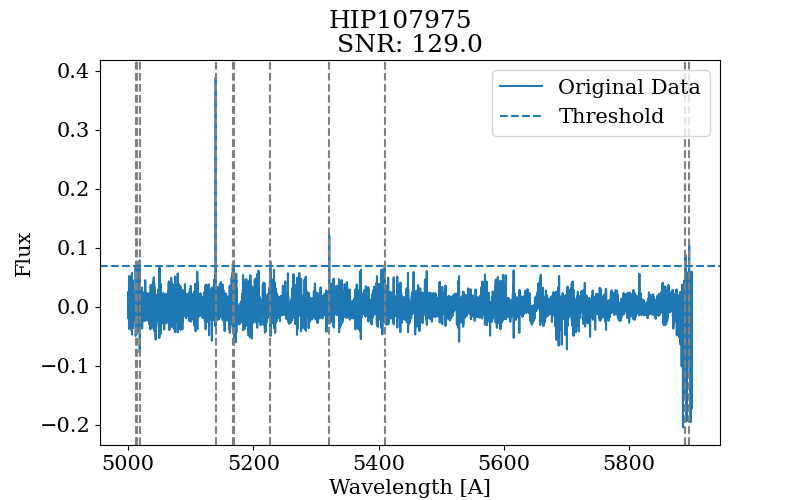 HIP107975
SNR: 129.0
Original Data
Threshold
0.4
0.3
0.2
0.1
0.0
−0.1
−0.2
Flux
5000 5200 5400 5600 5800
Wavelength [A]